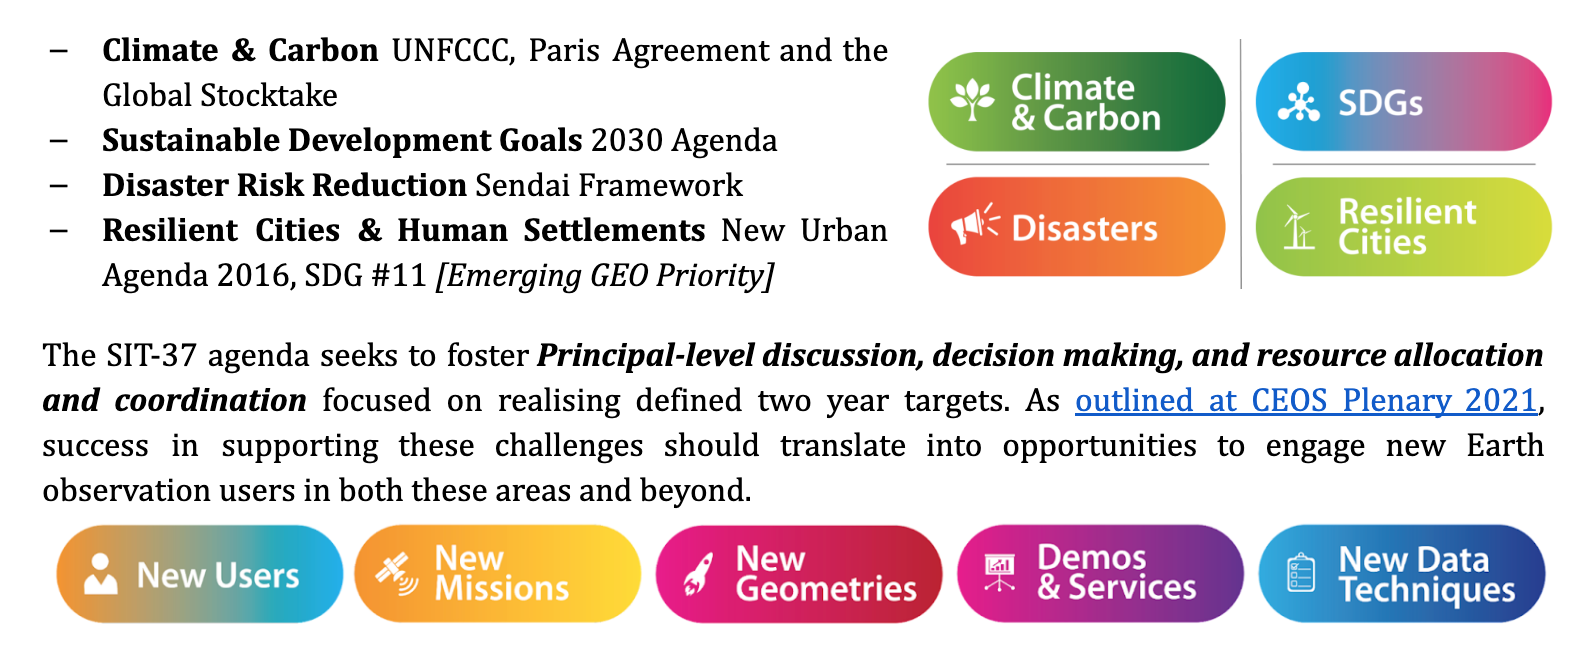 – Climate & Carbon UNFCCC, Paris Agreement and the
Global Stocktake
– Sustainable Development Goals 2030 Agenda
– Disaster Risk Reduction Sendai Framework
– Resilient Cities & Human Settlements New Urban
Agenda 2016, SDG #11 [Emerging GEO Priority]
Climate
& Carbon
SDGs
Disasters
Resilient
Cities
The SIT-37 agenda seeks to foster Principal-level discussion, decision making, and resource allocation
and coordination focused on realising defined two year targets. As outlined at CEOS Plenary 2021,
success in supporting these challenges should translate into opportunities to engage new Earth
observation users in both these areas and beyond.
New Users
New
Missions
New
Geometries
Demos
& Services
New Data
Techniques